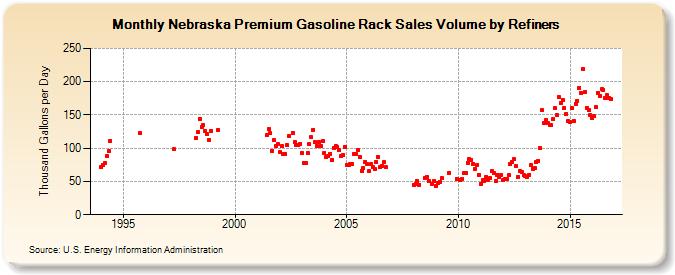 Monthly Nebraska Premium Gasoline Rack Sales Volume by Refiners
Thousand Gallons per Day
250
200
150
100
50
0
1995 2000 2005 2010 2015
Source: U.S. Energy Information Administration